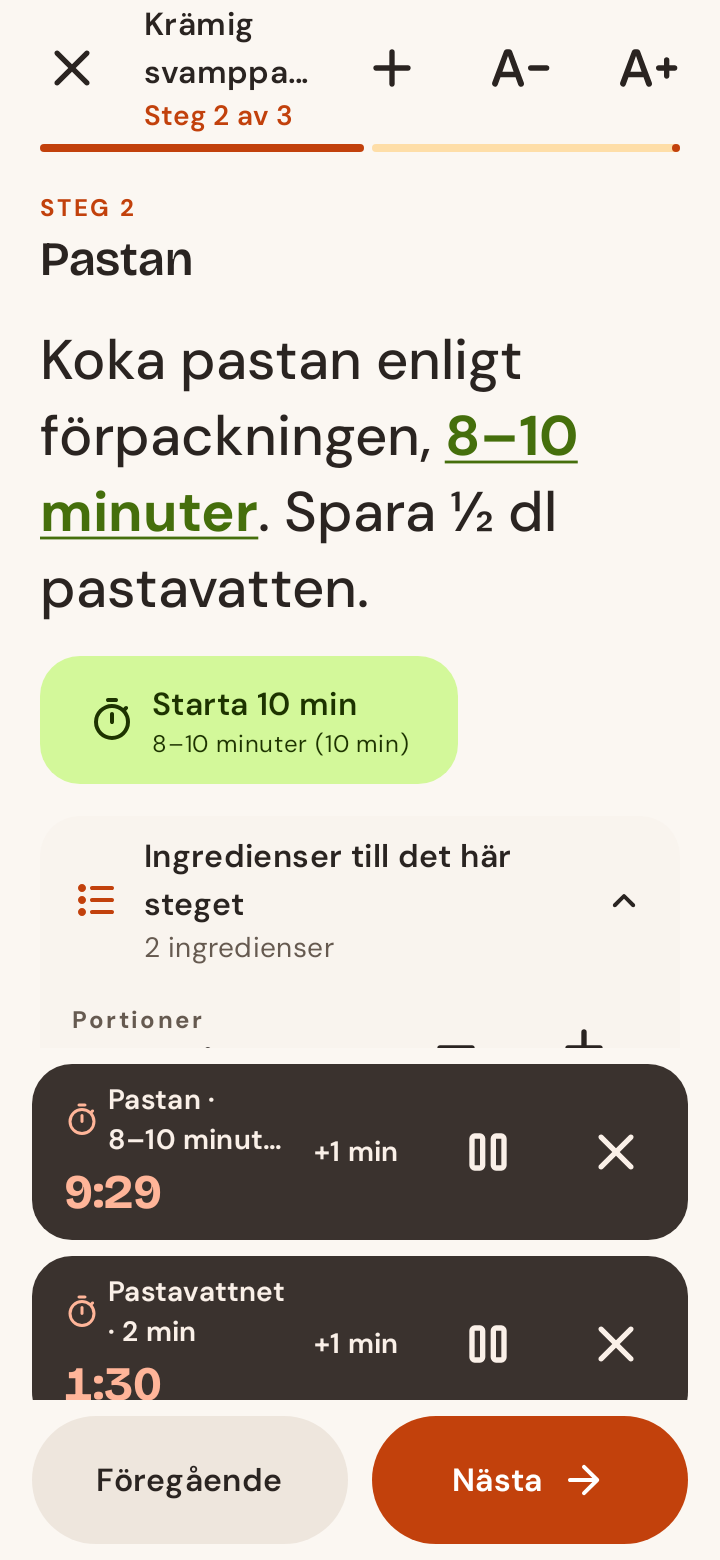 Krämig
svamppa…
Steg 2 av 3
A−
A+
STEG 2
Pastan
Koka pastan enligt
förpackningen, 8–10
minuter. Spara ½ dl
pastavatten.
Starta 10 min
8–10 minuter (10 min)
Ingredienser till det här
steget
2 ingredienser
Portioner
Pastan ·
8–10 minut…
+1 min
9:29
Pastavattnet
· 2 min
+1 min
1:30
Föregående
Nästa